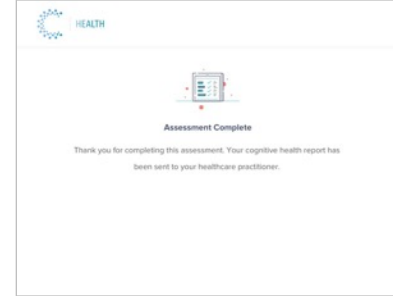 HEALTH
Assessment Complete
Thank you for completing this assessment. Your cognitive health report has
been sent to your healthcare practitioner.